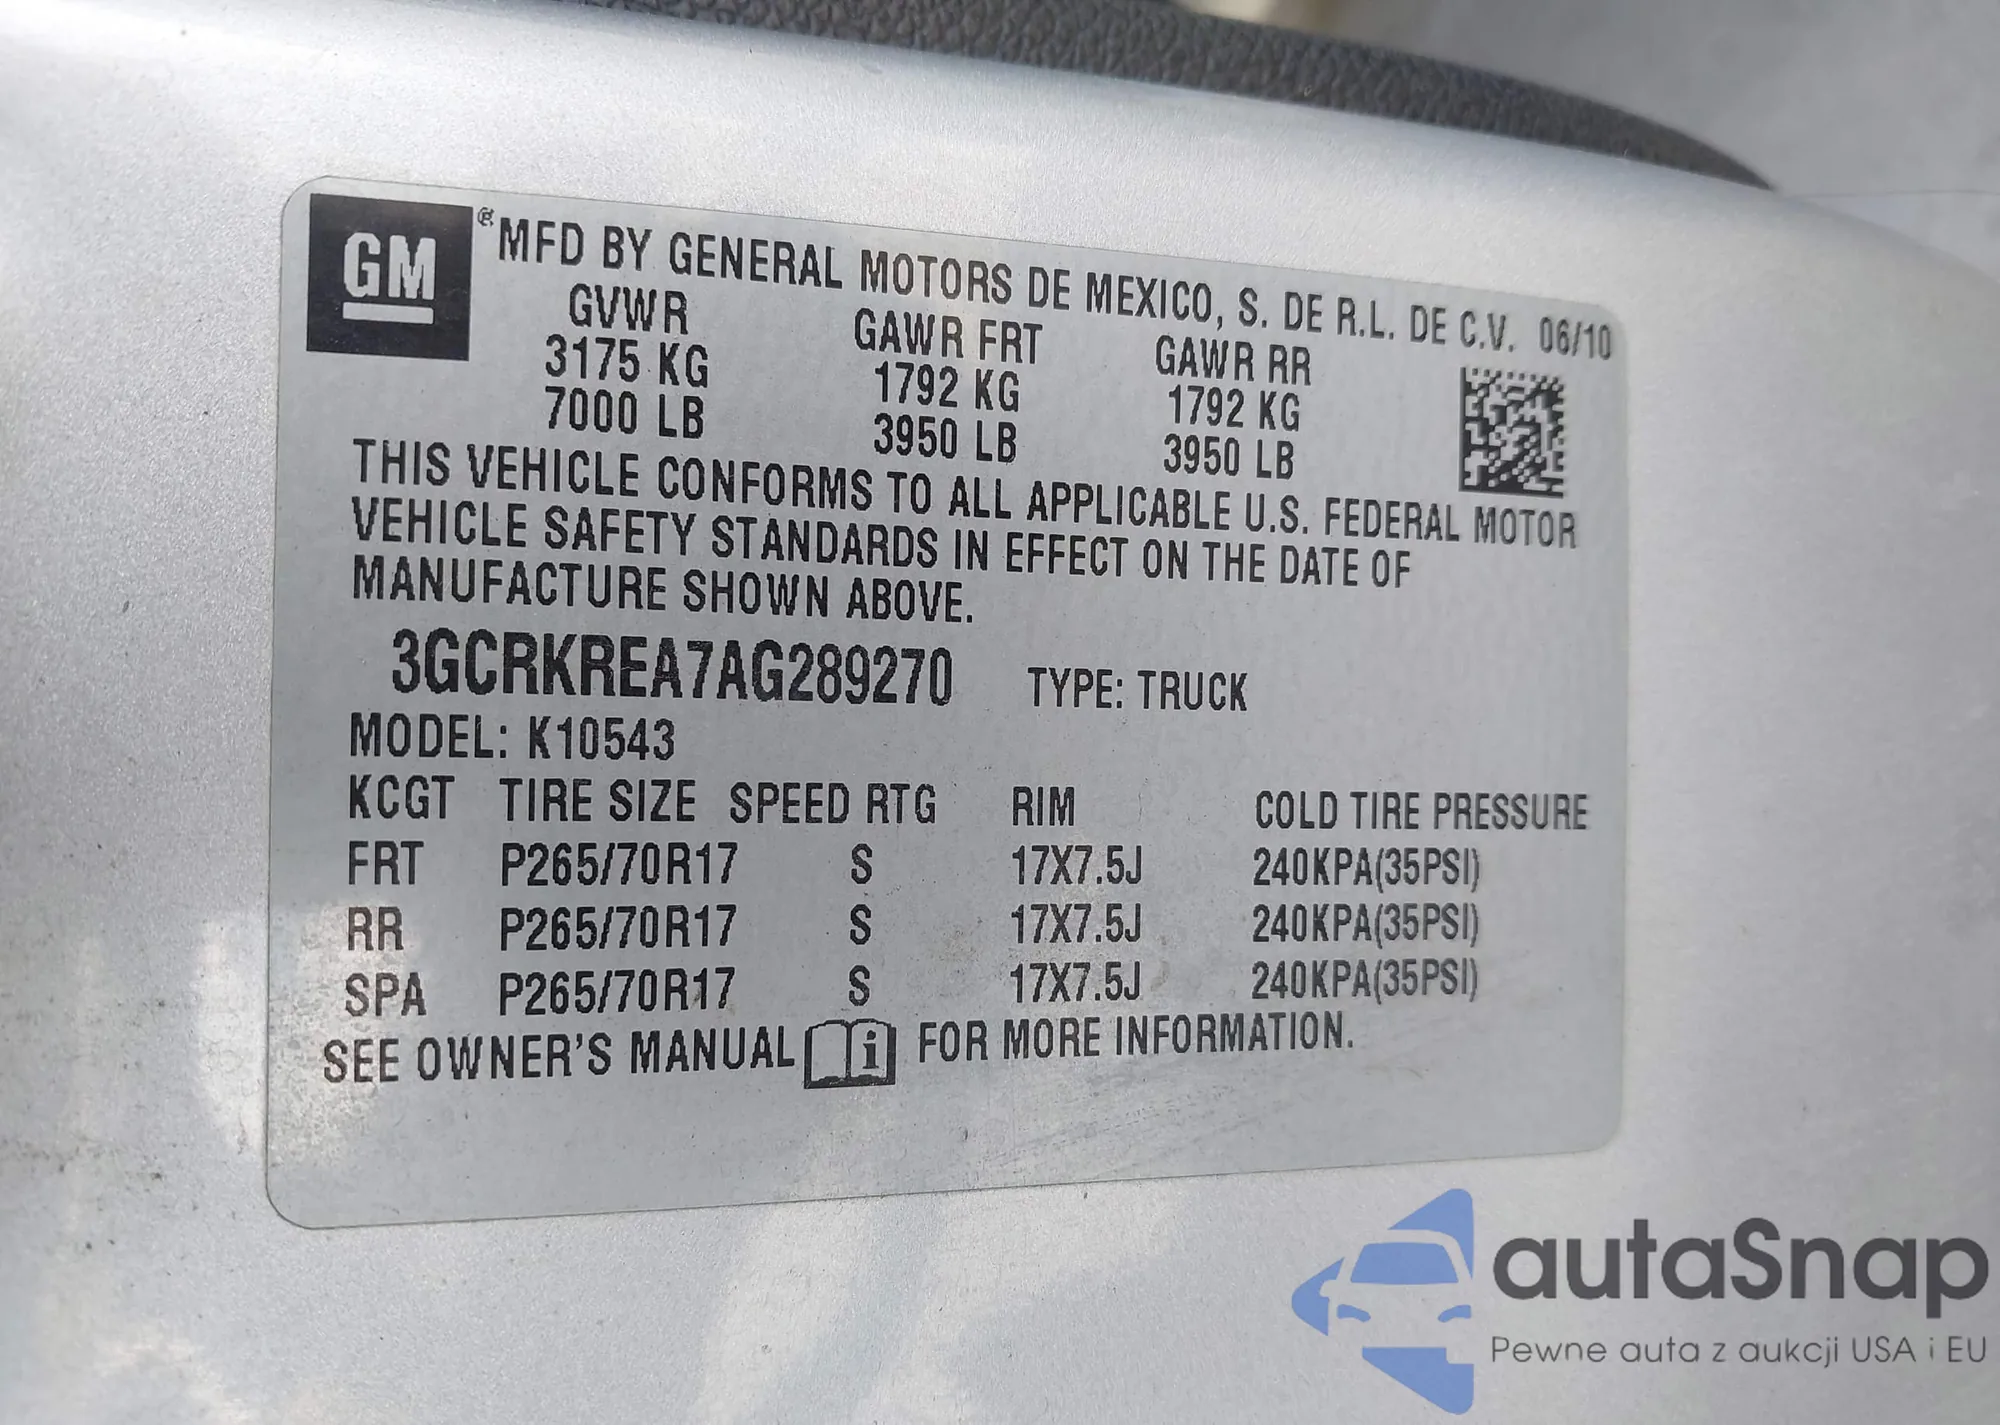 GM
® MFD BY GENERAL MOTORS DE MEXICO, S. DE R.L. DE C.V. 06/10
GVWR GAWR FRT GAWR RR
3175 KG 1792 KG 1792 KG
7000 LB 3950 LB 3950 LB
THIS VEHICLE CONFORMS TO ALL APPLICABLE U.S. FEDERAL MOTOR
VEHICLE SAFETY STANDARDS IN EFFECT ON THE DATE OF
MANUFACTURE SHOWN ABOVE.
3GCRKREA7AG289270 TYPE: TRUCK
MODEL: K10543
KCGT TIRE SIZE SPEED RTG RIM COLD TIRE PRESSURE
FRT P265/70R17 S 17X7.5J 240KPA(35PSI)
RR P265/70R17 S 17X7.5J 240KPA(35PSI)
SPA P265/70R17 S 17X7.5J 240KPA(35PSI)
SEE OWNER'S MANUAL i FOR MORE INFORMATION.
autaSnap
Pewne auta z aukcji USA i EU